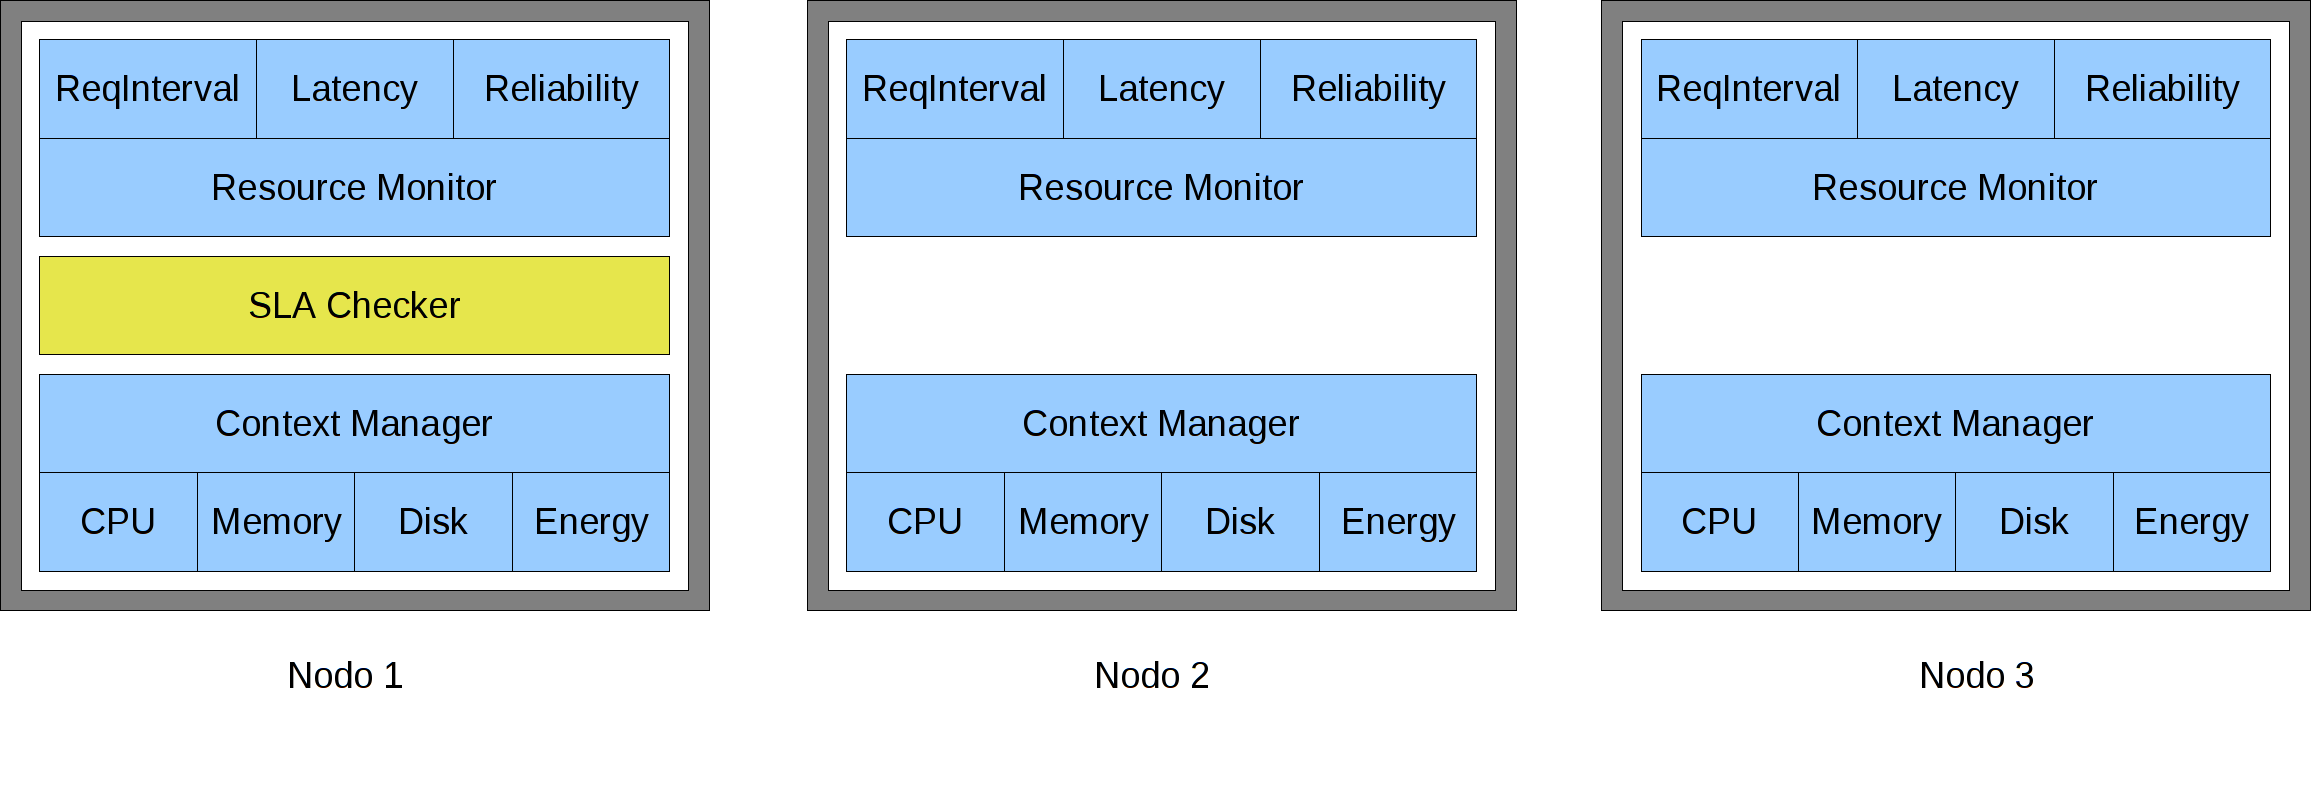 ReqInterval Latency Reliability
Resource Monitor
SLA Checker
Context Manager
CPU Memory Disk Energy
Nodo 1
ReqInterval Latency Reliability
Resource Monitor
Context Manager
CPU Memory Disk Energy
Nodo 2
ReqInterval Latency Reliability
Resource Monitor
Context Manager
CPU Memory Disk Energy
Nodo 3